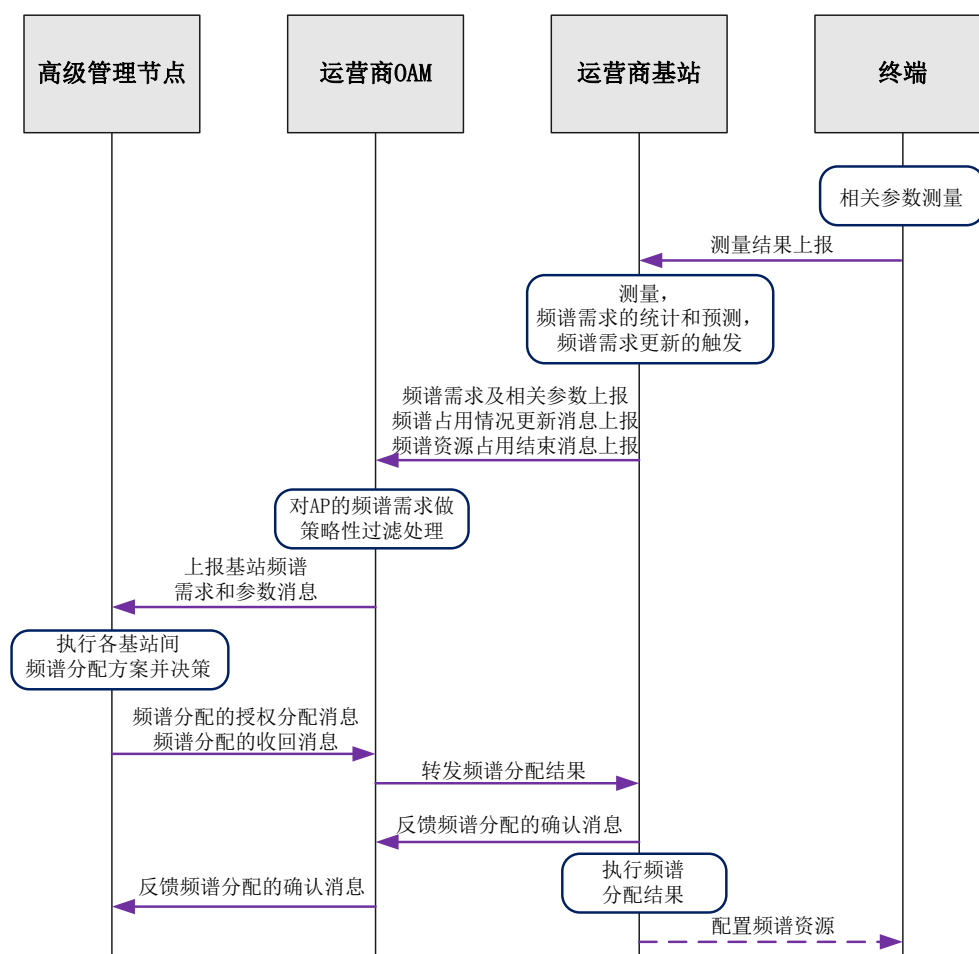 高级管理节点
运营商OAM
运营商基站
终端
相关参数测量
测量结果上报
测量,
频谱需求的统计和预测,
频谱需求更新的触发
频谱需求及相关参数上报
频谱占用情况更新消息上报
频谱资源占用结束消息上报
对AP的频谱需求做
策略性过滤处理
上报基站频谱
需求和参数消息
执行各基站间
频谱分配方案并决策
频谱分配的授权分配消息
频谱分配的收回消息
转发频谱分配结果
反馈频谱分配的确认消息
执行频谱
分配结果
反馈频谱分配的确认消息
配置频谱资源